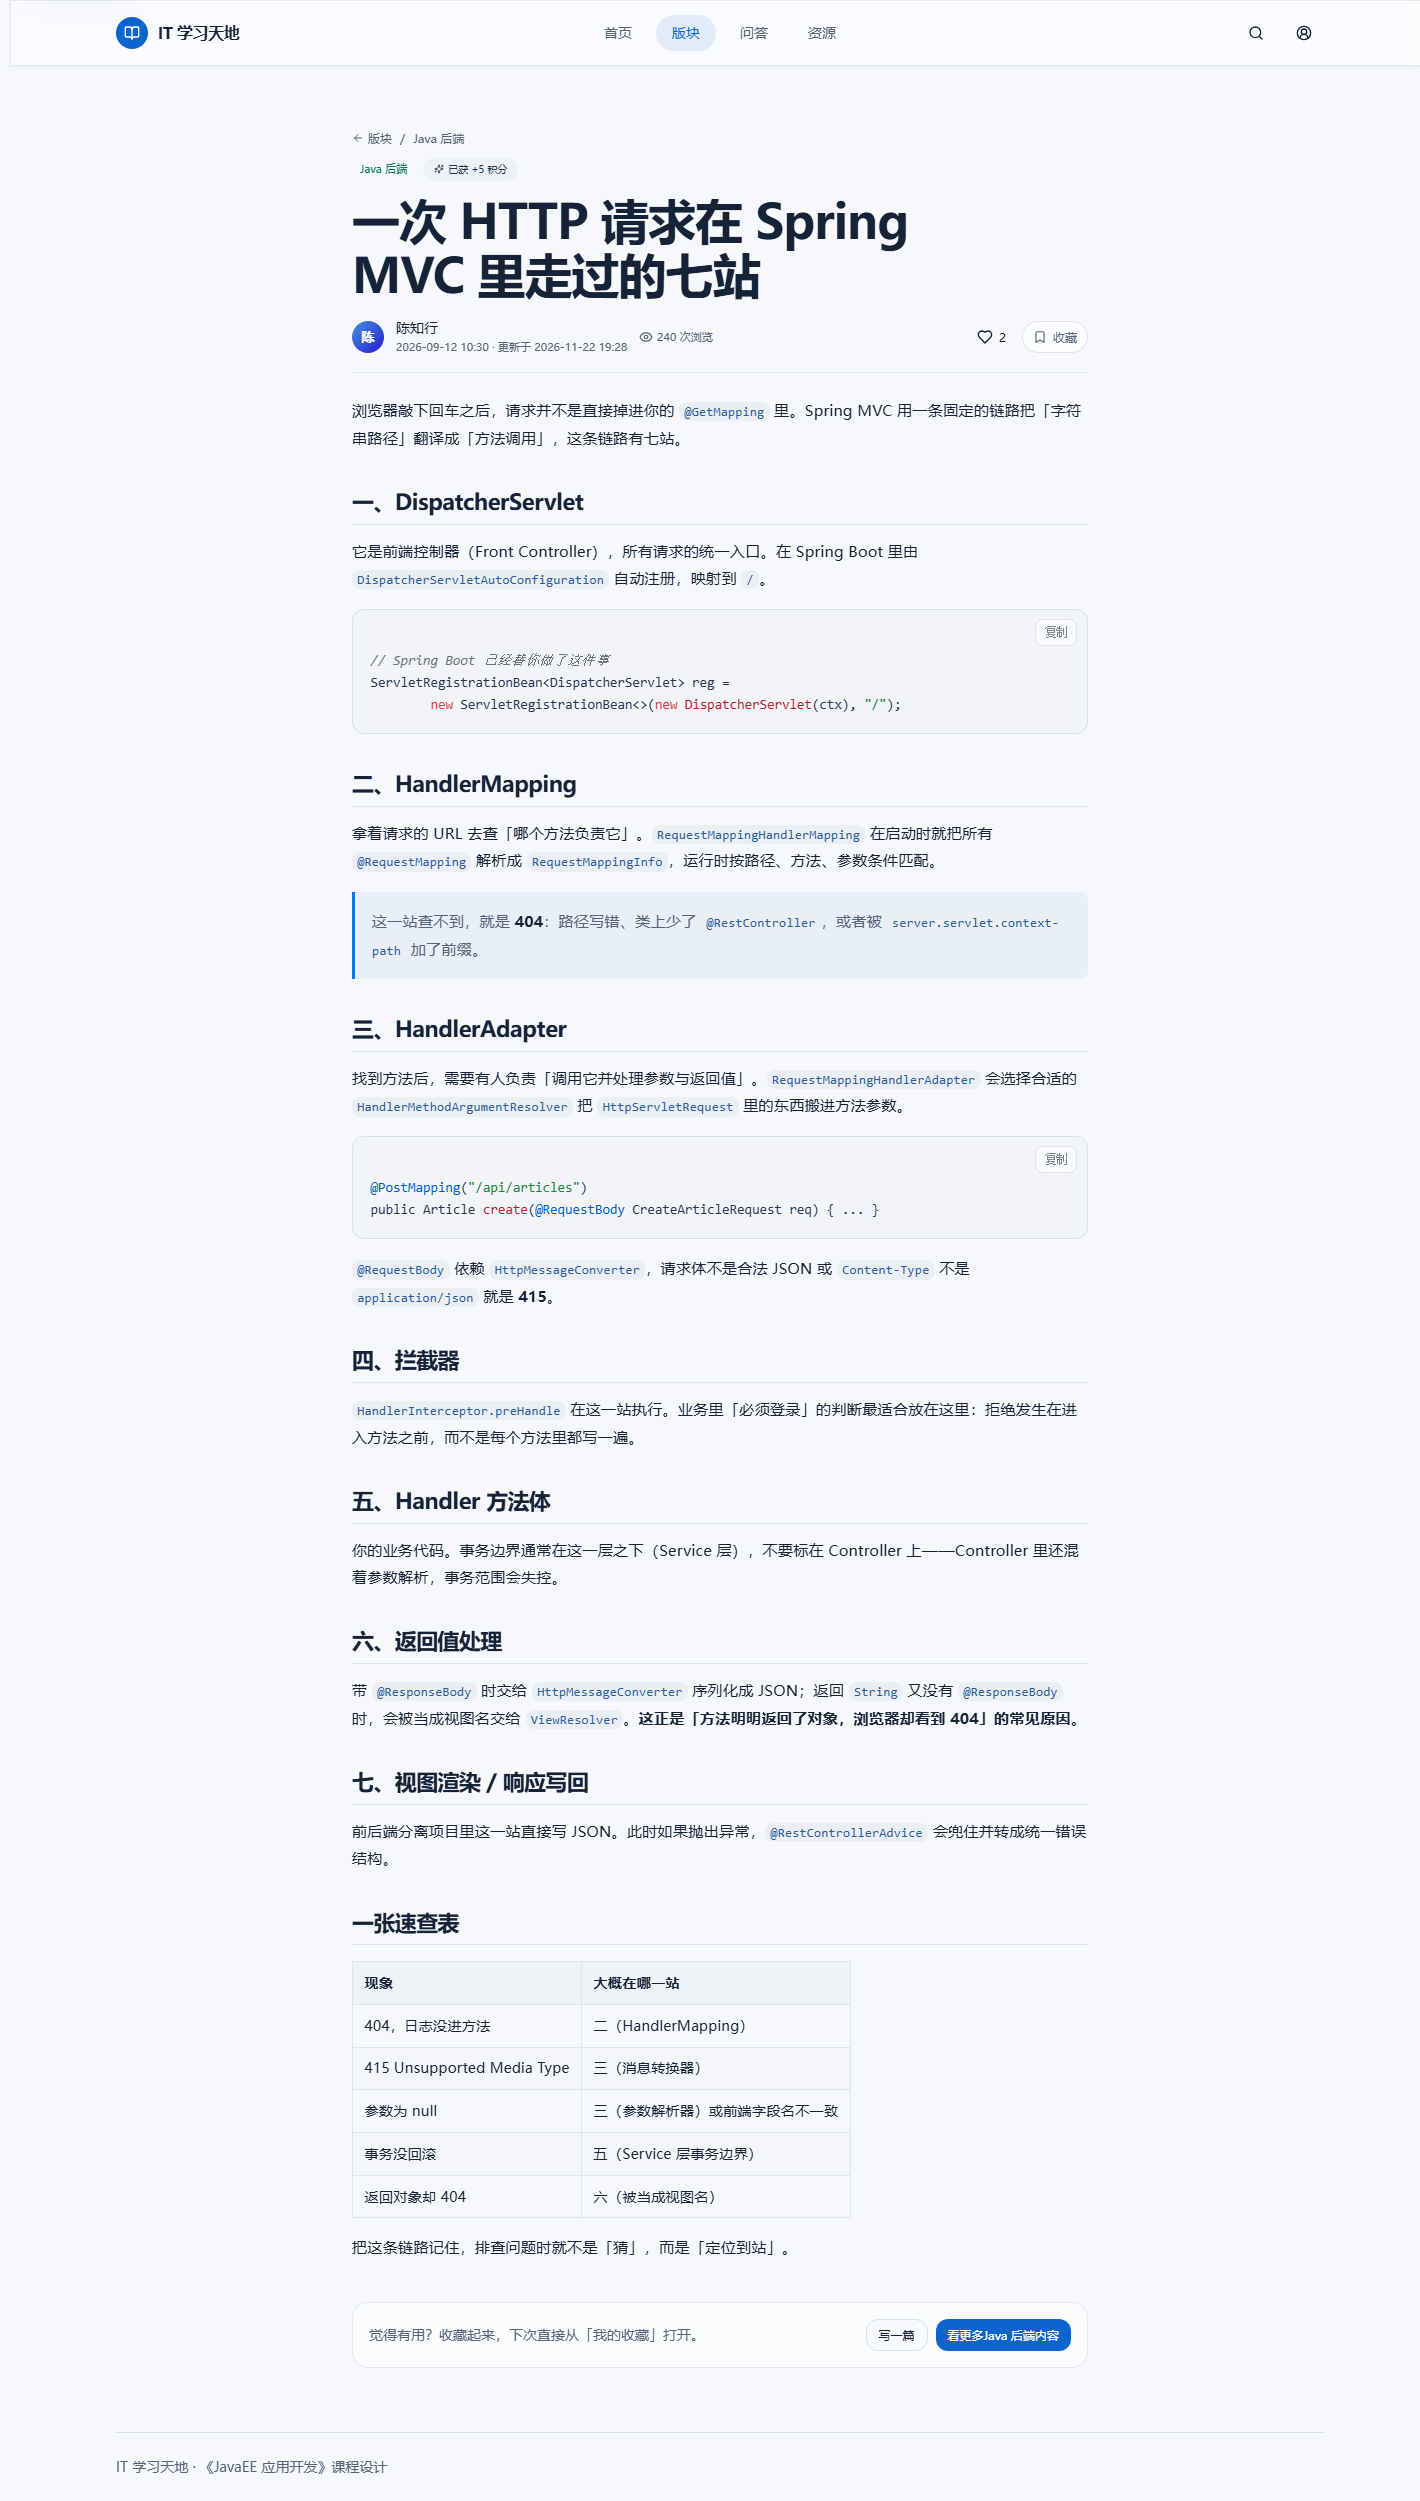 IT 学习天地
首页 版块 问答 资源
← 版块 / Java 后端
Java 后端 已获 +5 积分
一次 HTTP 请求在 Spring
MVC 里走过的七站
陈 陈知行
2026-09-12 10:30 · 更新于 2026-11-22 19:28 240 次浏览 2 收藏
浏览器敲下回车之后，请求并不是直接掉进你的 @GetMapping 里。Spring MVC 用一条固定的链路把「字符
串路径」翻译成「方法调用」，这条链路有七站。
一、DispatcherServlet
它是前端控制器（Front Controller），所有请求的统一入口。在 Spring Boot 里由
DispatcherServletAutoConfiguration 自动注册，映射到 /。
复制
// Spring Boot 已经替你做了这件事
ServletRegistrationBean<DispatcherServlet> reg =
        new ServletRegistrationBean<>(new DispatcherServlet(ctx), "/");
二、HandlerMapping
拿着请求的 URL 去查「哪个方法负责它」。RequestMappingHandlerMapping 在启动时就把所有
@RequestMapping 解析成 RequestMappingInfo，运行时按路径、方法、参数条件匹配。
这一站查不到，就是 404：路径写错、类上少了 @RestController，或者被 server.servlet.context-
path 加了前缀。
三、HandlerAdapter
找到方法后，需要有人负责「调用它并处理参数与返回值」。RequestMappingHandlerAdapter 会选择合适的
HandlerMethodArgumentResolver 把 HttpServletRequest 里的东西搬进方法参数。
复制
@PostMapping("/api/articles")
public Article create(@RequestBody CreateArticleRequest req) { ... }
@RequestBody 依赖 HttpMessageConverter，请求体不是合法 JSON 或 Content-Type 不是
application/json 就是 415。
四、拦截器
HandlerInterceptor.preHandle 在这一站执行。业务里「必须登录」的判断最适合放在这里：拒绝发生在进
入方法之前，而不是每个方法里都写一遍。
五、Handler 方法体
你的业务代码。事务边界通常在这一层之下（Service 层），不要标在 Controller 上——Controller 里还混
着参数解析，事务范围会失控。
六、返回值处理
带 @ResponseBody 时交给 HttpMessageConverter 序列化成 JSON；返回 String 又没有 @ResponseBody
时，会被当成视图名交给 ViewResolver。这正是「方法明明返回了对象，浏览器却看到 404」的常见原因。
七、视图渲染 / 响应写回
前后端分离项目里这一站直接写 JSON。此时如果抛出异常，@RestControllerAdvice 会兜住并转成统一错误
结构。
一张速查表
现象 大概在哪一站
404，日志没进方法 二（HandlerMapping）
415 Unsupported Media Type 三（消息转换器）
参数为 null 三（参数解析器）或前端字段名不一致
事务没回滚 五（Service 层事务边界）
返回对象却 404 六（被当成视图名）
把这条链路记住，排查问题时就不是「猜」，而是「定位到站」。
觉得有用？收藏起来，下次直接从「我的收藏」打开。 写一篇 看更多Java 后端内容
IT 学习天地 · 《JavaEE 应用开发》课程设计